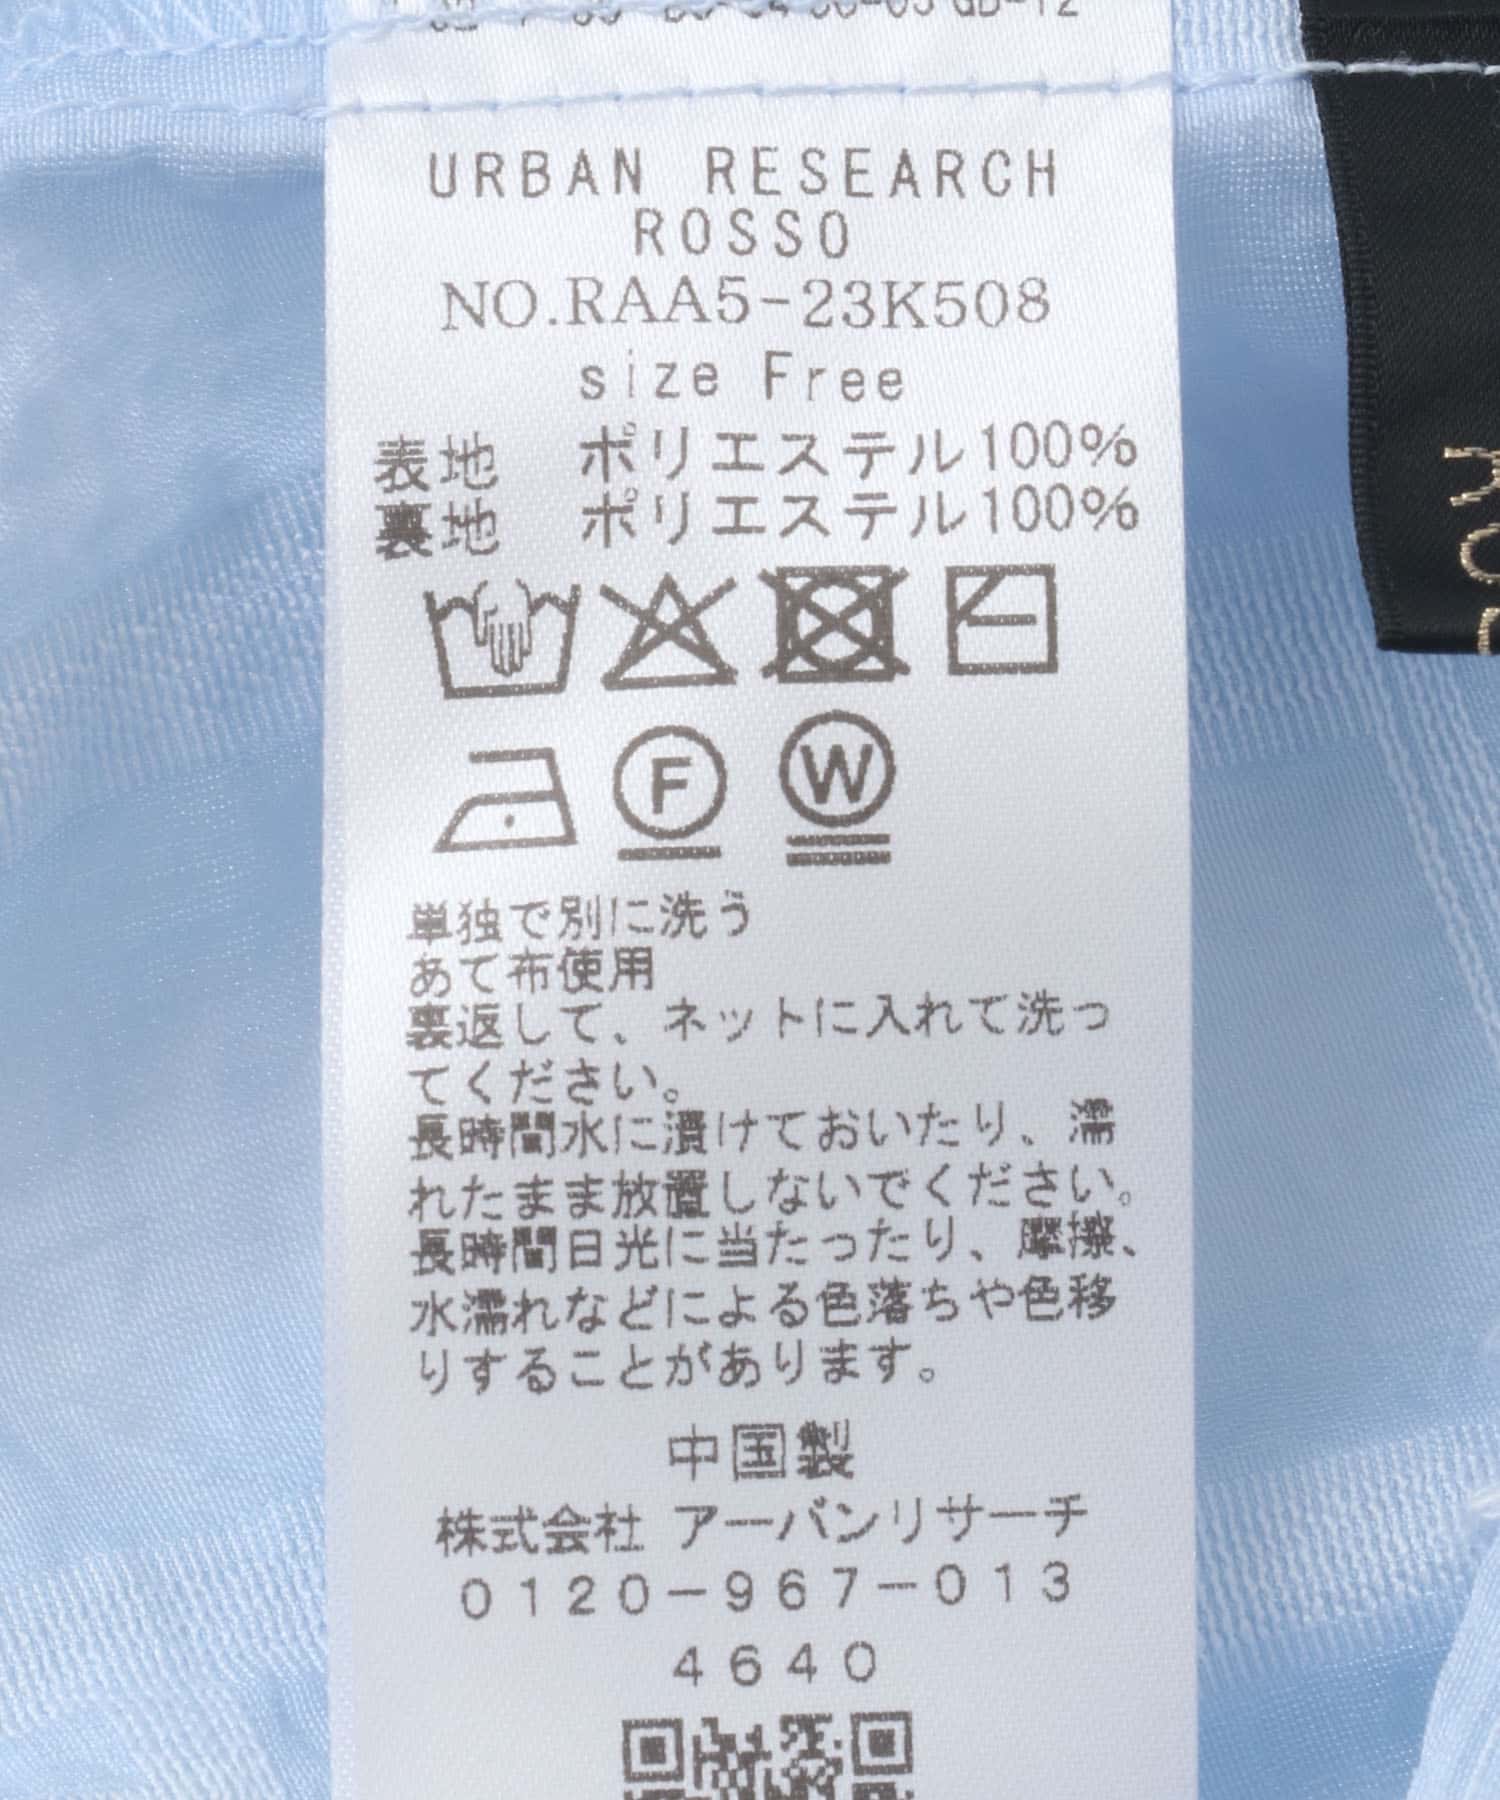 URBAN RESEARCH
ROSSO
NO.RAA5-23K508
size Free
表地 ポリエステル100%
裏地 ポリエステル100%
F W
単独で別に洗う
あて布使用
裏返して、ネットに入れて洗っ
てください。
長時間水に漬けておいたり、濡
れたまま放置しないでください。
長時間日光に当たったり、摩擦、
水濡れなどによる色落ちや色移
りすることがあります。
中国製
株式会社 アーバンリサーチ
0120-967-013
4640